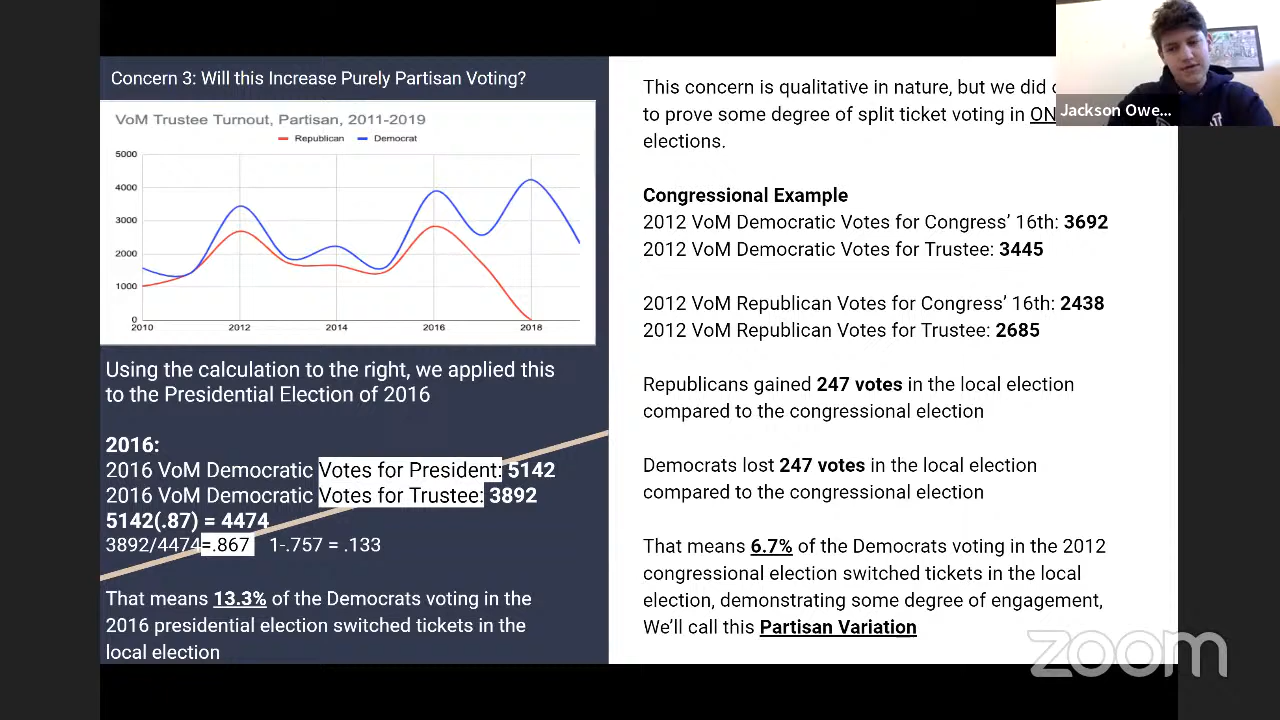 Concern 3: Will this Increase Purely Partisan Voting?
VoM Trustee Turnout, Partisan, 2011-2019
Republican Democrat
5000
4000
3000
2000
1000
0
2010 2012 2014 2016 2018
Using the calculation to the right, we applied this
to the Presidential Election of 2016
2016:
2016 VoM Democratic Votes for President: 5142
2016 VoM Democratic Votes for Trustee: 3892
5142(.87) = 4474
3892/4474=.867 1-.757 = .133
That means 13.3% of the Democrats voting in the
2016 presidential election switched tickets in the
local election
This concern is qualitative in nature, but we did
to prove some degree of split ticket voting in
elections.
Congressional Example
2012 VoM Democratic Votes for Congress’ 16th: 3692
2012 VoM Democratic Votes for Trustee: 3445
2012 VoM Republican Votes for Congress’ 16th: 2438
2012 VoM Republican Votes for Trustee: 2685
Republicans gained 247 votes in the local election
compared to the congressional election
Democrats lost 247 votes in the local election
compared to the congressional election
That means 6.7% of the Democrats voting in the 2012
congressional election switched tickets in the local
election, demonstrating some degree of engagement,
We’ll call this Partisan Variation
Jackson Owe...
zoom